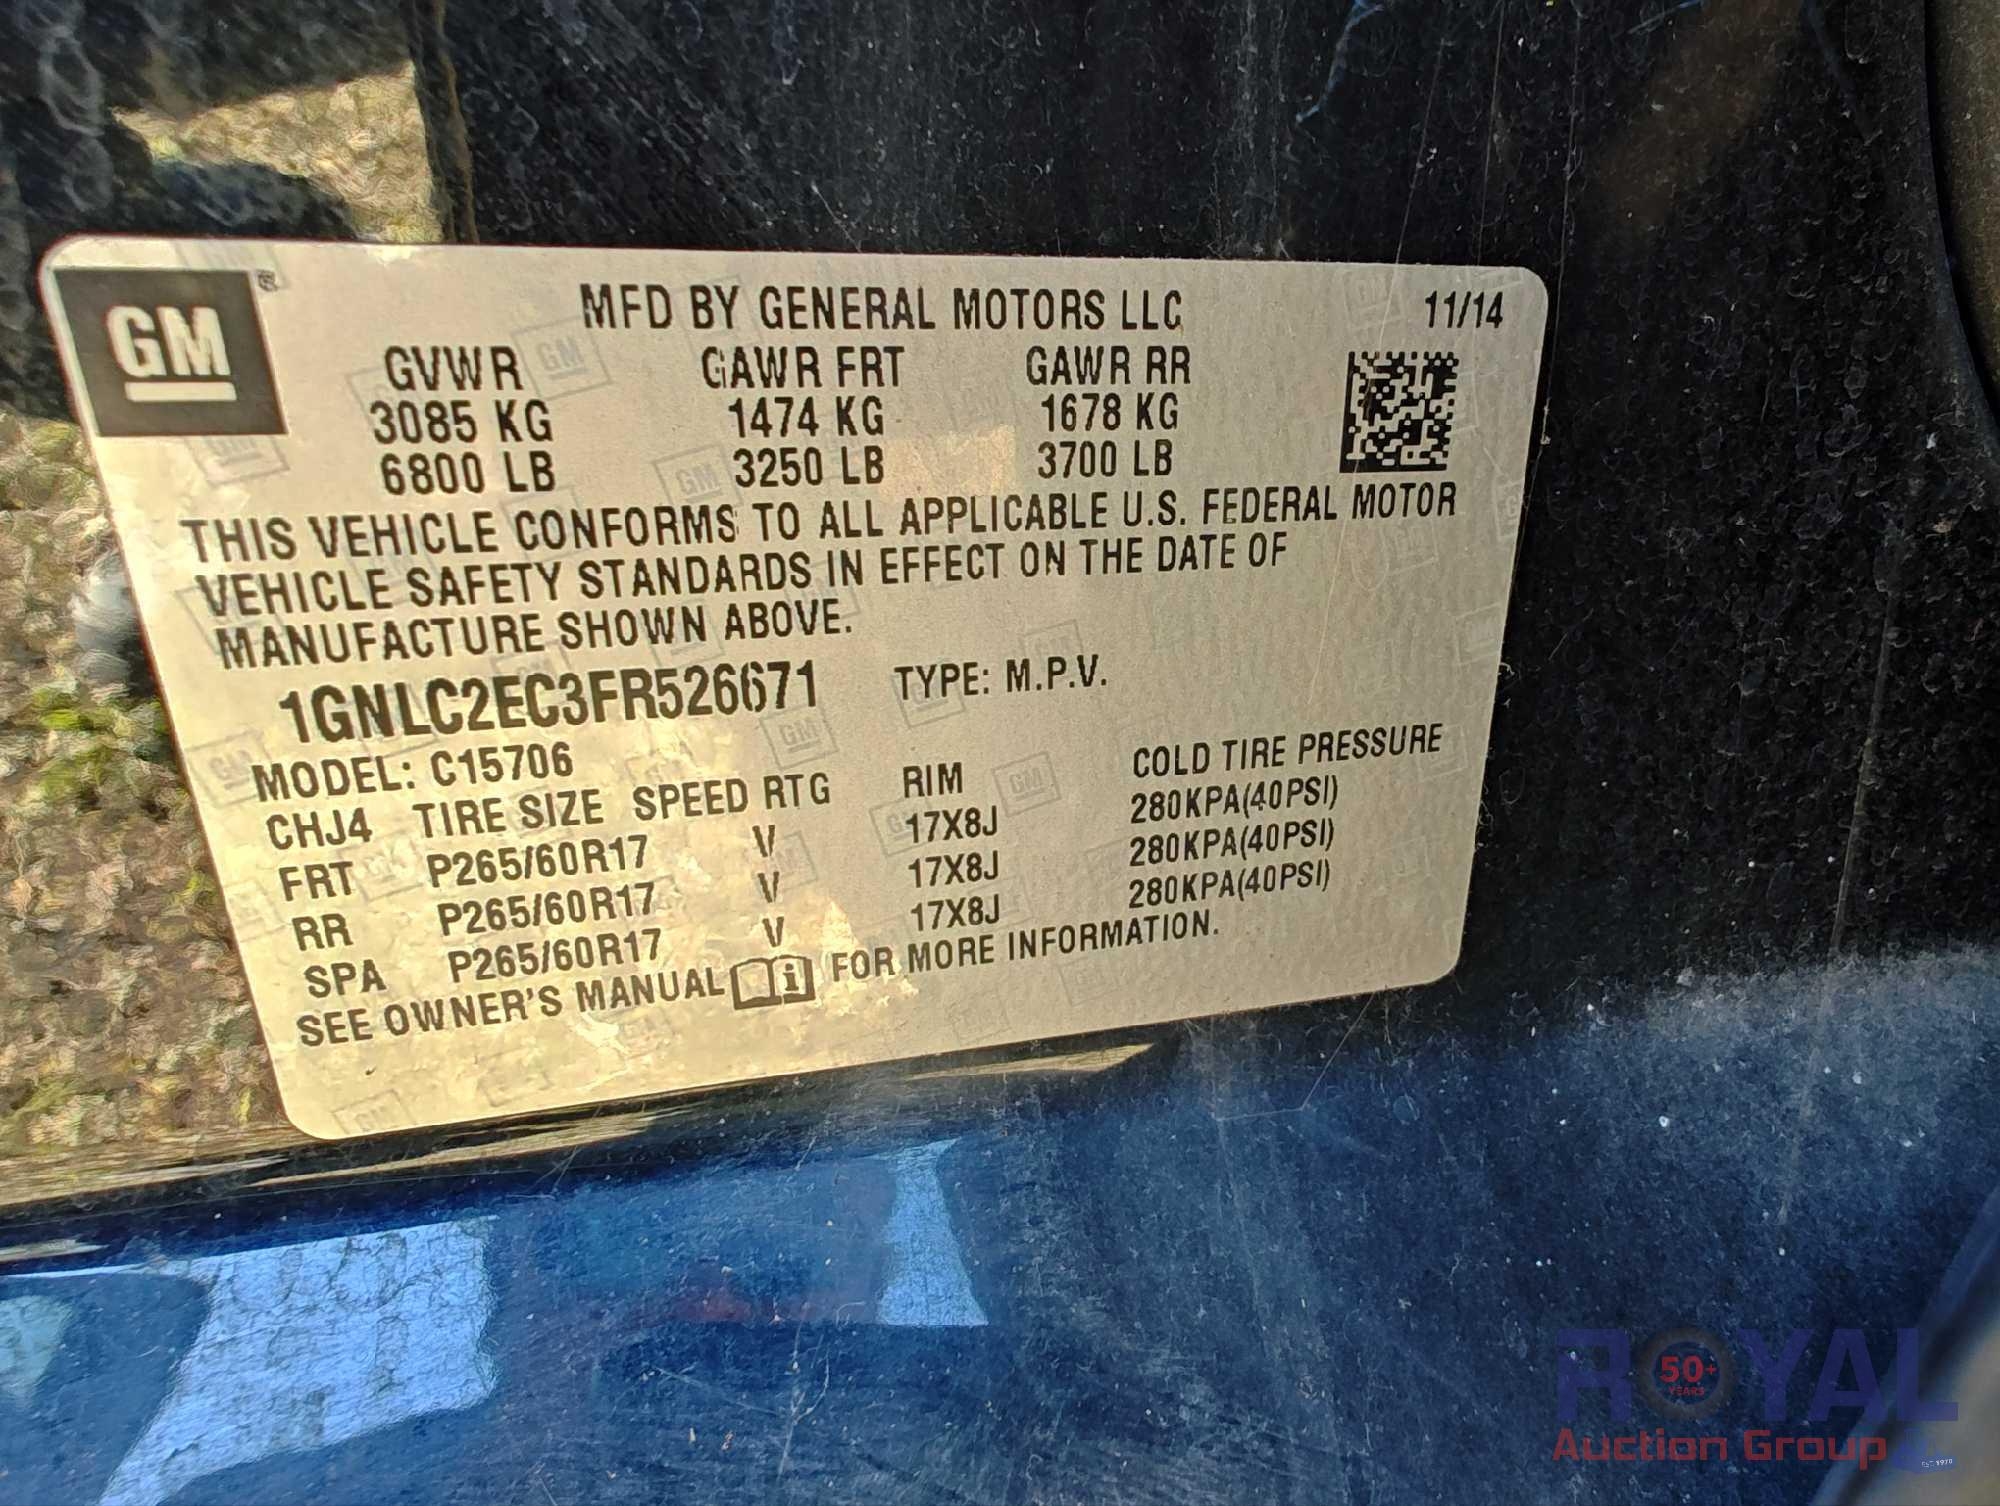 GM ®
MFD BY GENERAL MOTORS LLC 11/14
GVWR GAWR FRT GAWR RR
3085 KG 1474 KG 1678 KG
6800 LB 3250 LB 3700 LB
THIS VEHICLE CONFORMS TO ALL APPLICABLE U.S. FEDERAL MOTOR
VEHICLE SAFETY STANDARDS IN EFFECT ON THE DATE OF
MANUFACTURE SHOWN ABOVE.
1GNLC2EC3FR526671 TYPE: M.P.V.
MODEL: C15706
CHJ4 TIRE SIZE SPEED RTG RIM COLD TIRE PRESSURE
FRT P265/60R17 V 17X8J 280KPA(40PSI)
RR P265/60R17 V 17X8J 280KPA(40PSI)
SPA P265/60R17 V 17X8J 280KPA(40PSI)
SEE OWNER'S MANUAL i FOR MORE INFORMATION.
ROYAL
50+
YEARS
Auction Group
EST. 1970